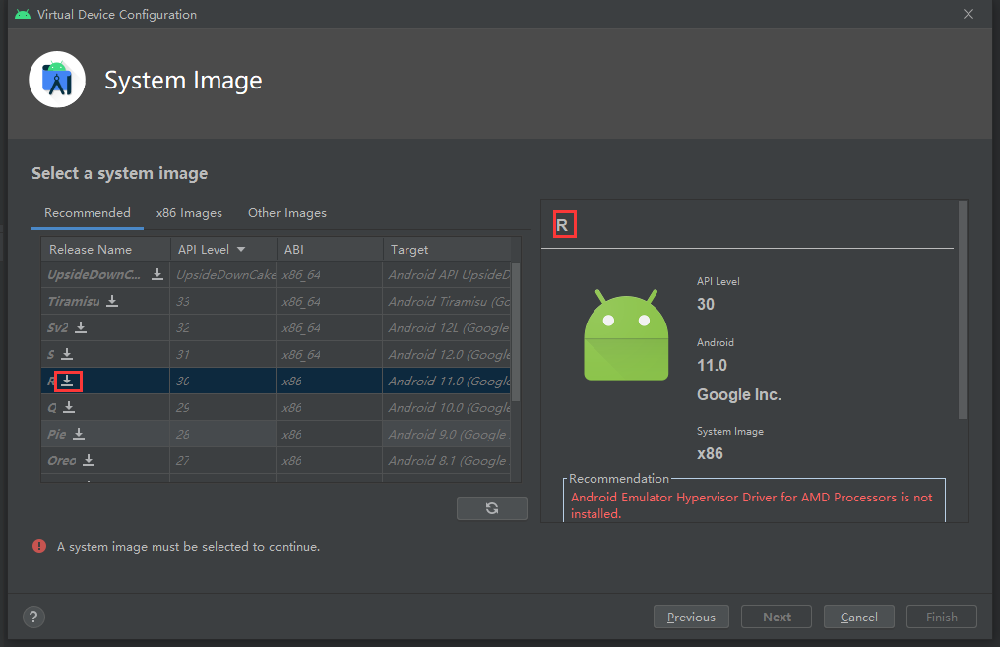 Virtual Device Configuration
System Image
Select a system image
Recommended x86 Images Other Images
Release Name API Level ABI Target
UpsideDownC... UpsideDownCake x86_64 Android API UpsideD
Tiramisu 33 x86_64 Android Tiramisu (Go
Sv2 32 x86_64 Android 12L (Google
S 31 x86_64 Android 12.0 (Google
R 30 x86 Android 11.0 (Google
Q 29 x86 Android 10.0 (Google
Pie 28 x86 Android 9.0 (Google
Oreo 27 x86 Android 8.1 (Google
R
API Level
30
Android
11.0
Google Inc.
System Image
x86
Recommendation
Android Emulator Hypervisor Driver for AMD Processors is not
installed.
A system image must be selected to continue.
? Previous Next Cancel Finish